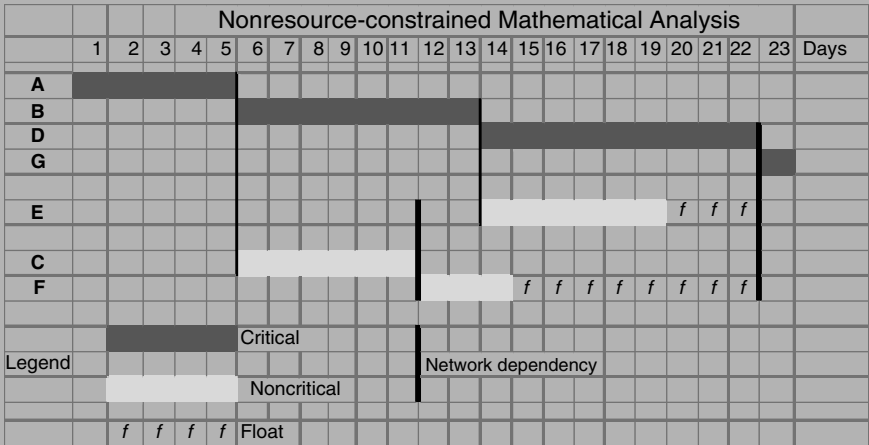 Nonresource-constrained Mathematical Analysis
1 2 3 4 5 6 7 8 9 10 11 12 13 14 15 16 17 18 19 20 21 22 23 Days
A
B
D
G
E f f f
C
F f f f f f f f f
Critical
Legend Network dependency
Noncritical
f f f f Float